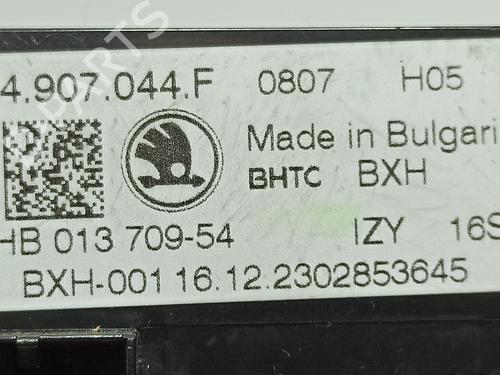 4.907.044.F 0807 H05
Made in Bulgari
BHTC BXH
HB 013 709-54 IZY 16S
BXH-001 16.12.2302853645